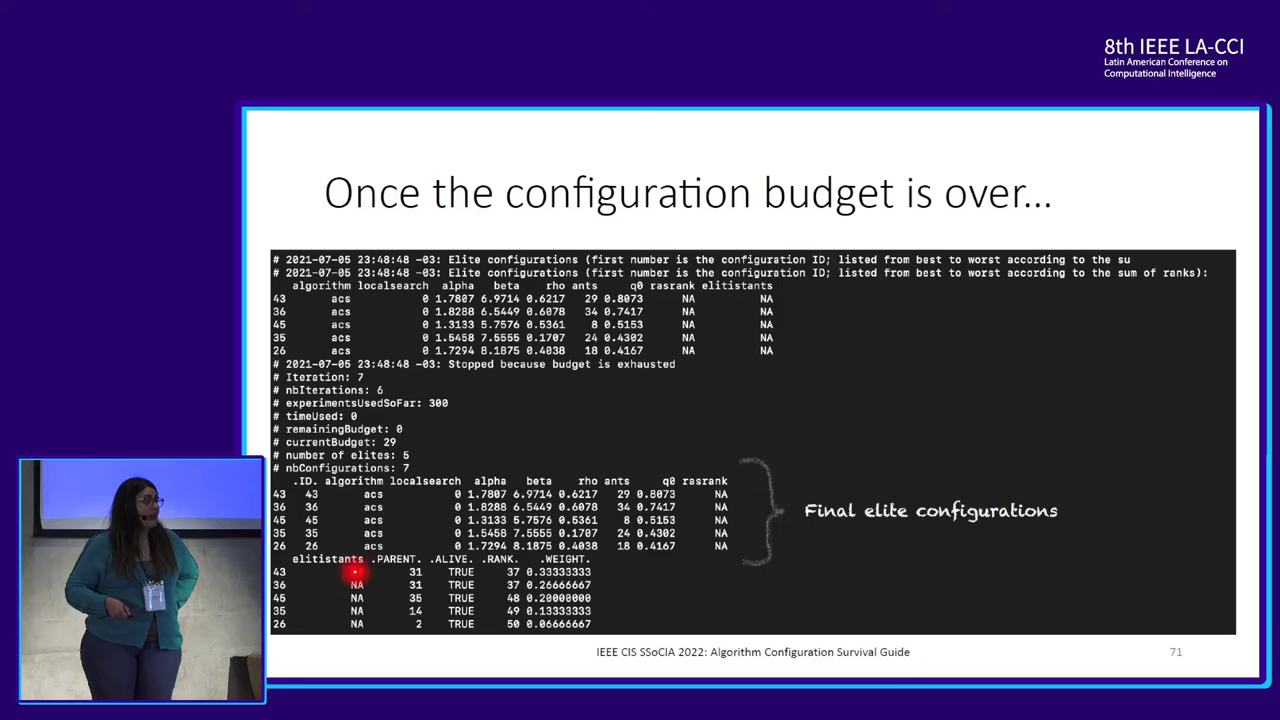 8th IEEE LA-CCI
Latin American Conference on
Computational Intelligence
Once the configuration budget is over...
# 2021-07-05 23:48:48 -03: Elite configurations (first number is the configuration ID; listed from best to worst according to the su
# 2021-07-05 23:48:48 -03: Elite configurations (first number is the configuration ID; listed from best to worst according to the sum of ranks):
algorithm localsearch alpha beta rho ants q0 rasrank elitistants
43 acs 0 1.7807 6.9714 0.6217 29 0.8073 NA NA
36 acs 0 1.8288 6.5449 0.6078 34 0.7417 NA NA
45 acs 0 1.3133 5.7576 0.5361 8 0.5153 NA NA
35 acs 0 1.5458 7.5555 0.1707 24 0.4302 NA NA
26 acs 0 1.7294 8.1875 0.4038 18 0.4167 NA NA
# 2021-07-05 23:48:48 -03: Stopped because budget is exhausted
# Iteration: 7
# nbIterations: 6
# experimentsUsedSoFar: 300
# timeUsed: 0
# remainingBudget: 0
# currentBudget: 29
# number of elites: 5
# nbConfigurations: 7
.ID. algorithm localsearch alpha beta rho ants q0 rasrank
43 43 acs 0 1.7807 6.9714 0.6217 29 0.8073 NA
36 36 acs 0 1.8288 6.5449 0.6078 34 0.7417 NA
45 45 acs 0 1.3133 5.7576 0.5361 8 0.5153 NA
35 35 acs 0 1.5458 7.5555 0.1707 24 0.4302 NA
26 26 acs 0 1.7294 8.1875 0.4038 18 0.4167 NA
Final elite configurations
elitistants .PARENT. .ALIVE. .RANK. .WEIGHT.
43 31 TRUE 37 0.33333333
36 NA 31 TRUE 37 0.26666667
45 NA 35 TRUE 48 0.20000000
35 NA 14 TRUE 49 0.13333333
26 NA 2 TRUE 50 0.06666667
IEEE CIS SSoCIA 2022: Algorithm Configuration Survival Guide
71